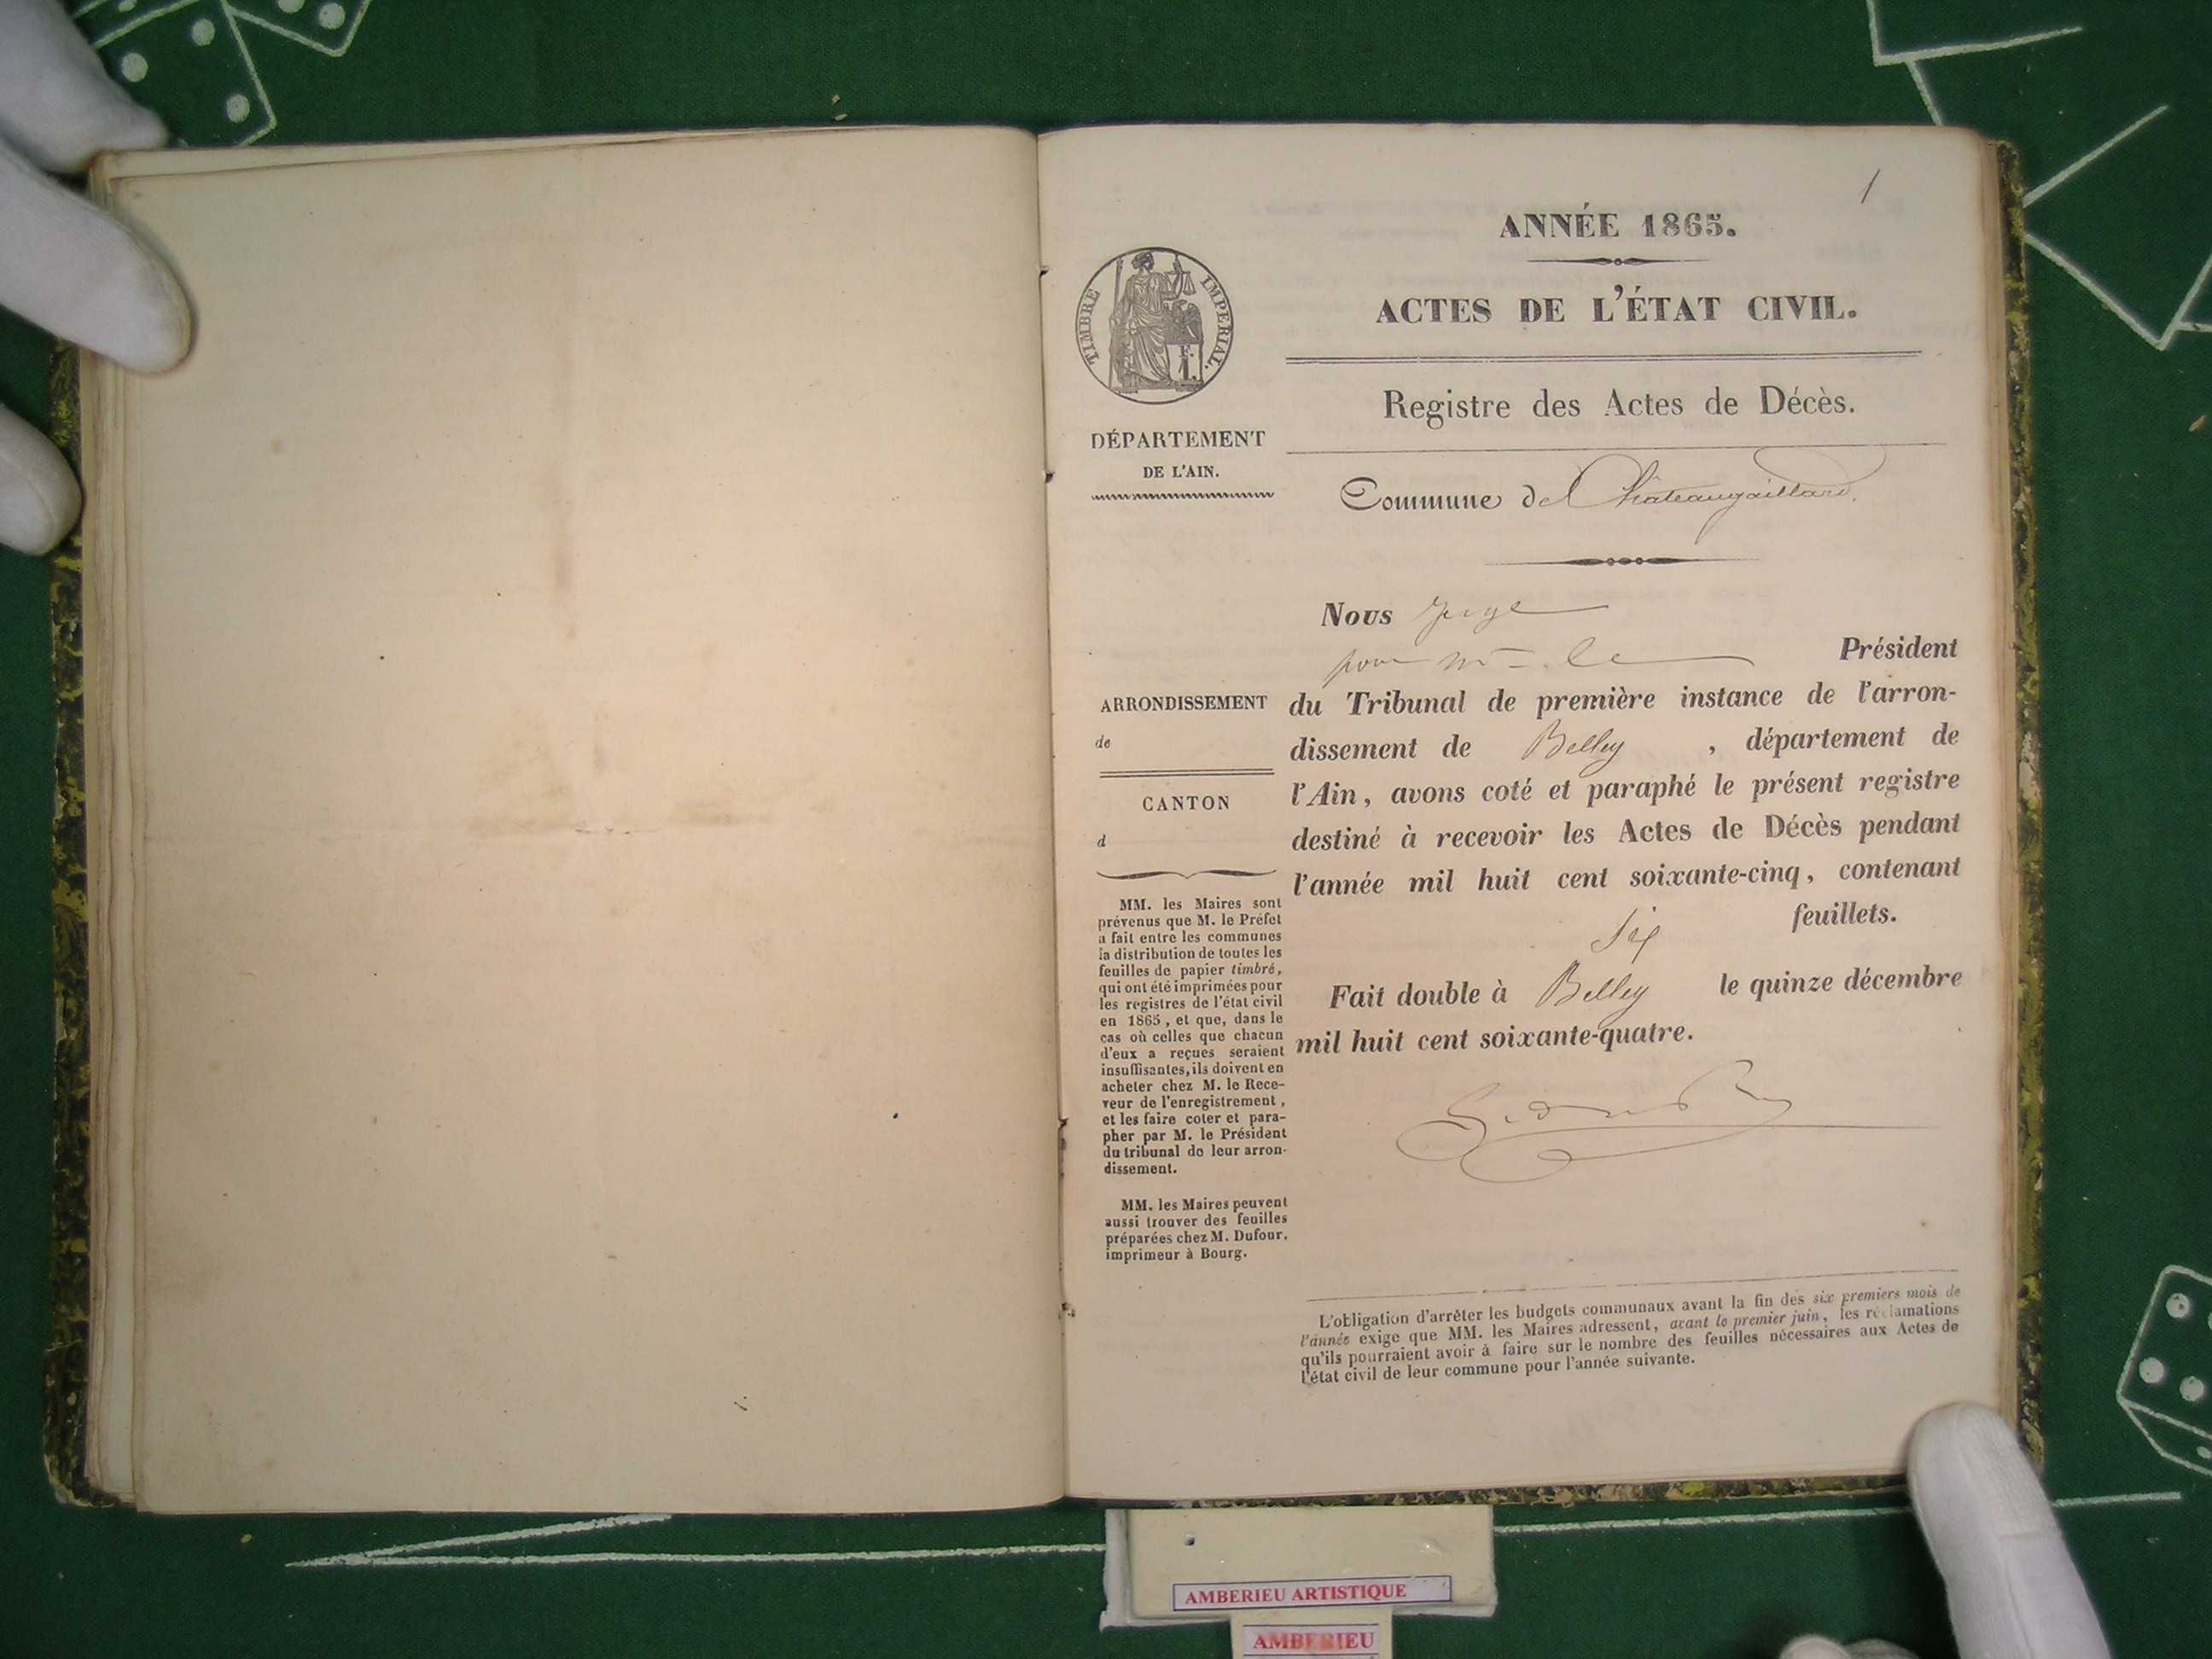 1
ANNÉE 1865.
ACTES DE L'ÉTAT CIVIL.
Registre des Actes de Décès.
Commune de Châteaugaillard.
TIMBRE IMPERIAL.
1 F.
DÉPARTEMENT
DE L'AIN.
ARRONDISSEMENT
de
CANTON
d
MM. les Maires sont
prévenus que M. le Préfet
a fait entre les communes
la distribution de toutes les
feuilles de papier timbré,
qui ont été imprimées pour
les registres de l'état civil
en 1865, et que, dans le
cas où celles que chacun
d'eux a reçues seraient
insuffisantes, ils doivent en
acheter chez M. le Rece-
veur de l'enregistrement,
et les faire coter et para-
pher par M. le Président
du tribunal de leur arron-
dissement.
MM. les Maires peuvent
aussi trouver des feuilles
préparées chez M. Dufour,
imprimeur à Bourg.
Nous juge
pour Mr. le Président
du Tribunal de première instance de l'arron-
dissement de Belley, département de
l'Ain, avons coté et paraphé le présent registre
destiné à recevoir les Actes de Décès pendant
l'année mil huit cent soixante-cinq, contenant
Six feuillets.
Fait double à Belley le quinze décembre
mil huit cent soixante-quatre.
L'obligation d'arrêter les budgets communaux avant la fin des six premiers mois de
l'année exige que MM. les Maires adressent, avant le premier juin, les réclamations
qu'ils pourraient avoir à faire sur le nombre des feuilles nécessaires aux Actes de
l'état civil de leur commune pour l'année suivante.
AMBERIEU ARTISTIQUE
AMBERIEU